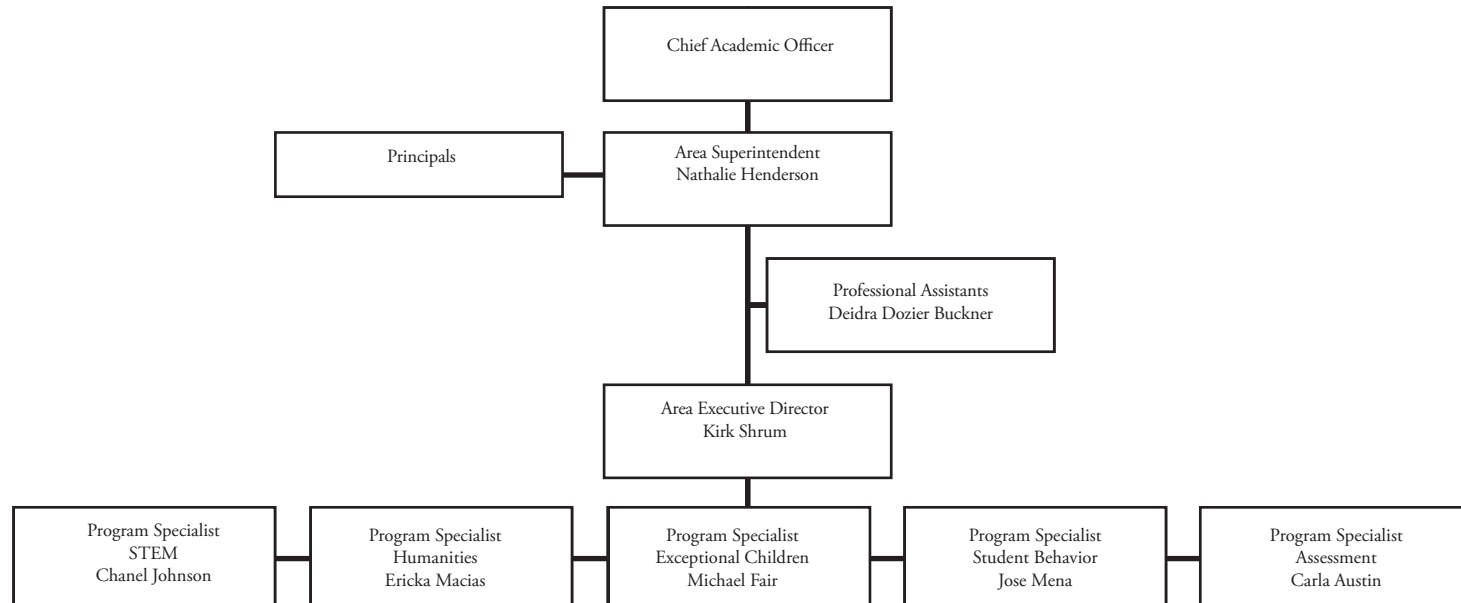 Chief Academic Officer
Principals
Area Superintendent
Nathalie Henderson
Professional Assistants
Deidra Dozier Buckner
Area Executive Director
Kirk Shrum
Program Specialist
STEM
Chanel Johnson
Program Specialist
Humanities
Ericka Macias
Program Specialist
Exceptional Children
Michael Fair
Program Specialist
Student Behavior
Jose Mena
Program Specialist
Assessment
Carla Austin